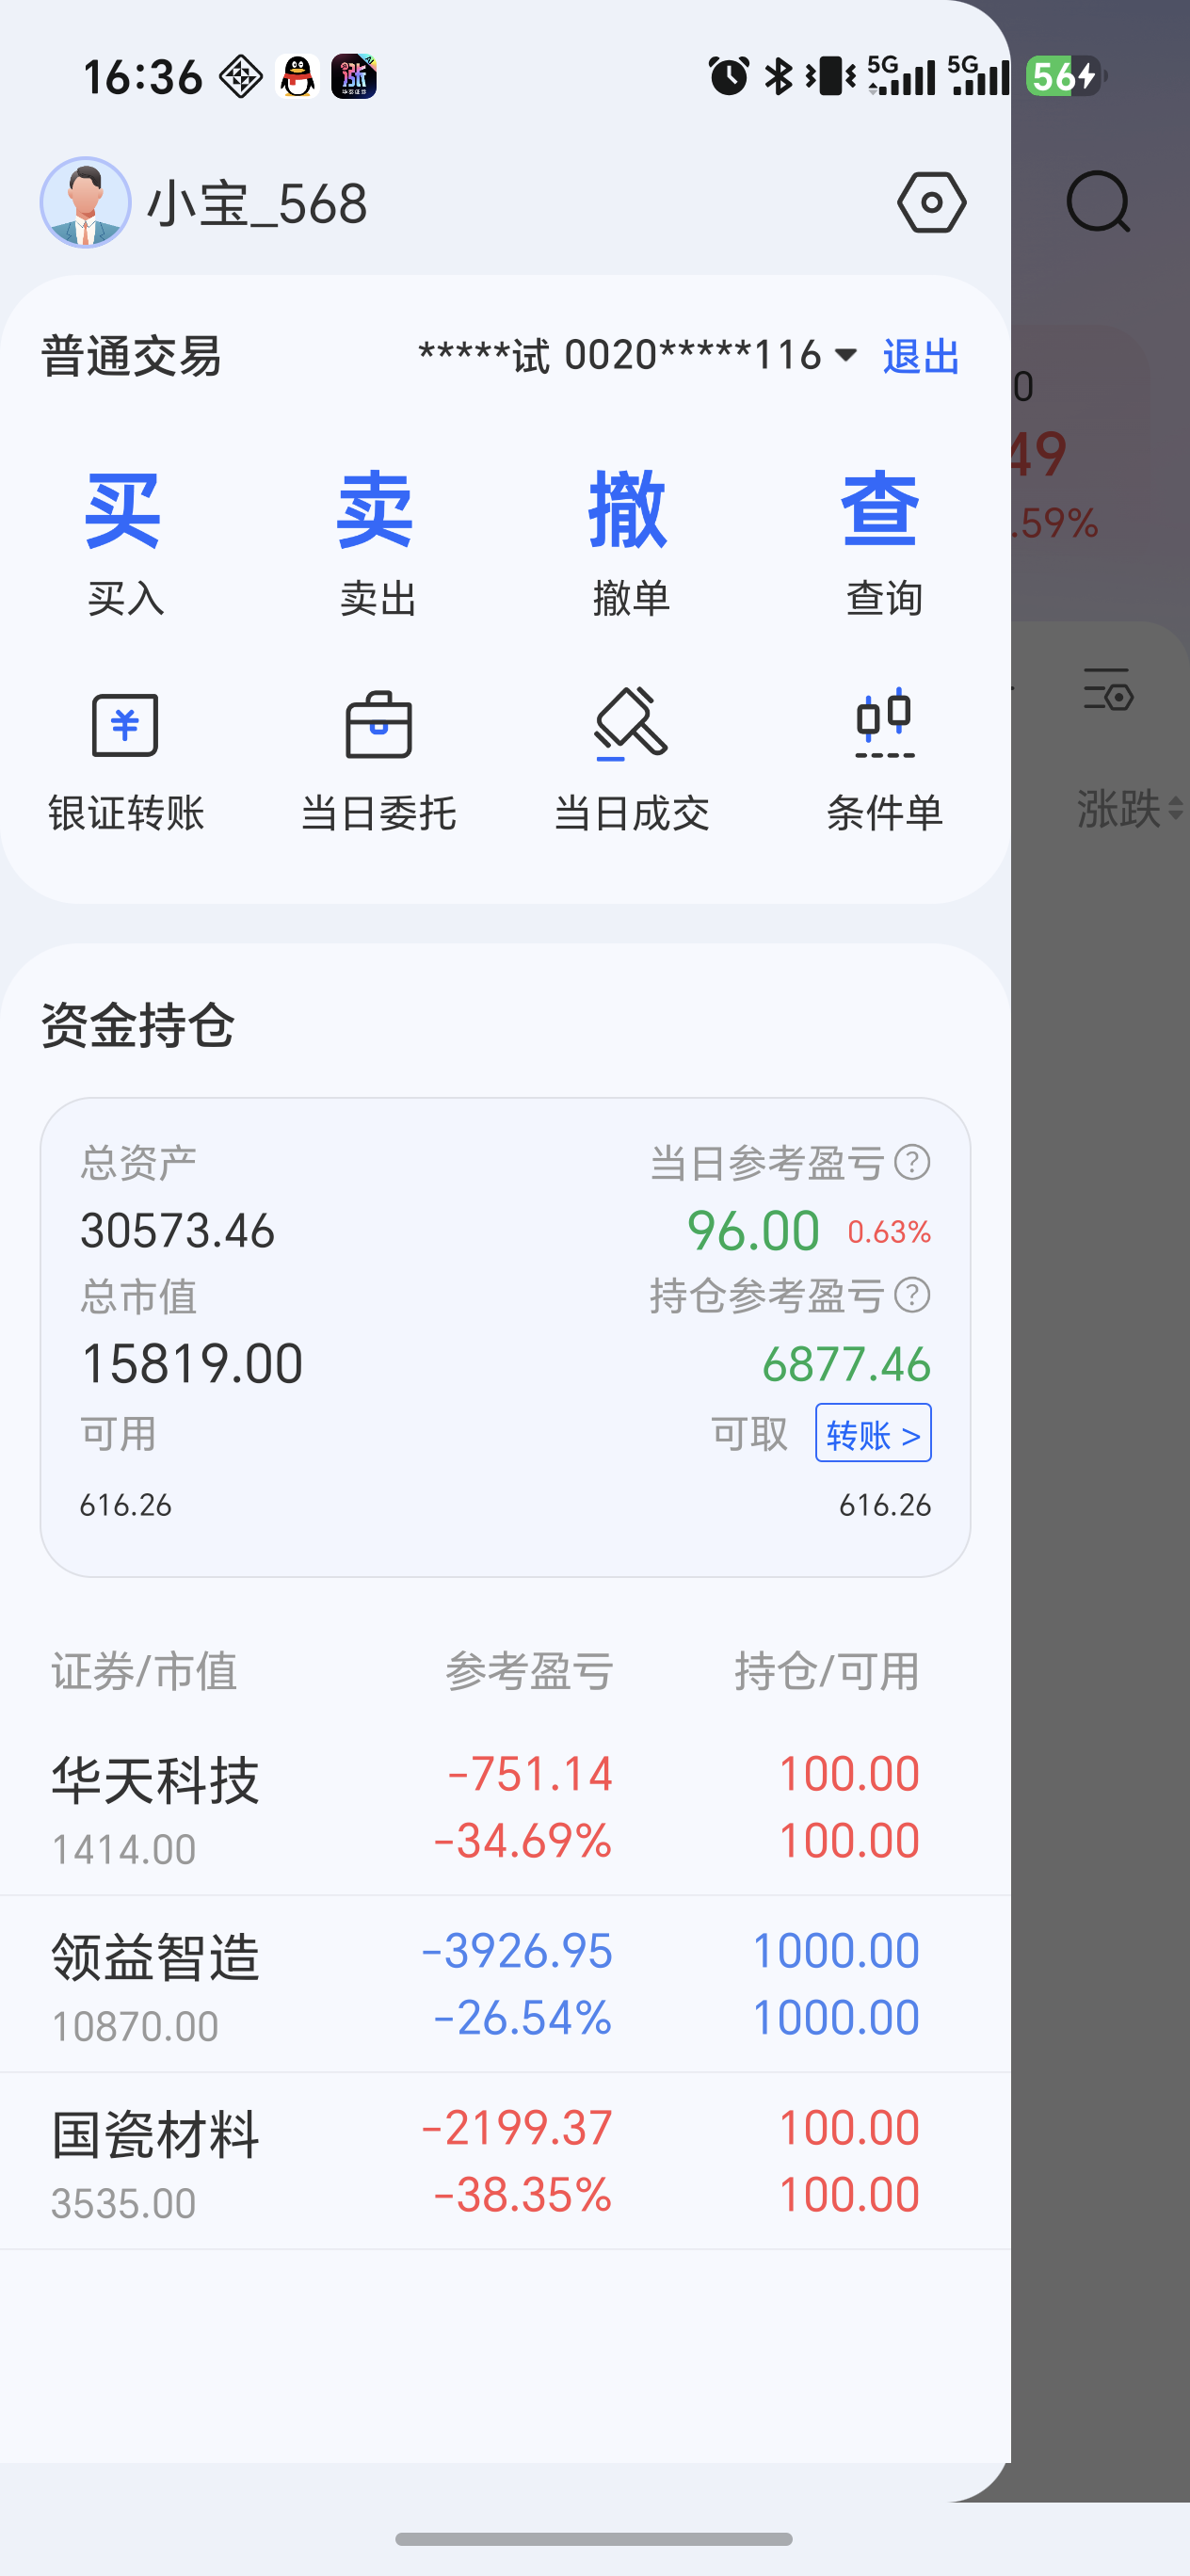 16:36 涨 5G 5G 56
小宝_568
0
49
.59%
普通交易 *****试 0020*****116 退出
买 卖 撤 查
买入 卖出 撤单 查询
银证转账 当日委托 当日成交 条件单
涨跌
资金持仓
总资产 当日参考盈亏 ?
30573.46 96.00 0.63%
总市值 持仓参考盈亏 ?
15819.00 6877.46
可用 可取 转账 >
616.26 616.26
证券/市值 参考盈亏 持仓/可用
华天科技 -751.14 100.00
1414.00 -34.69% 100.00
领益智造 -3926.95 1000.00
10870.00 -26.54% 1000.00
国瓷材料 -2199.37 100.00
3535.00 -38.35% 100.00